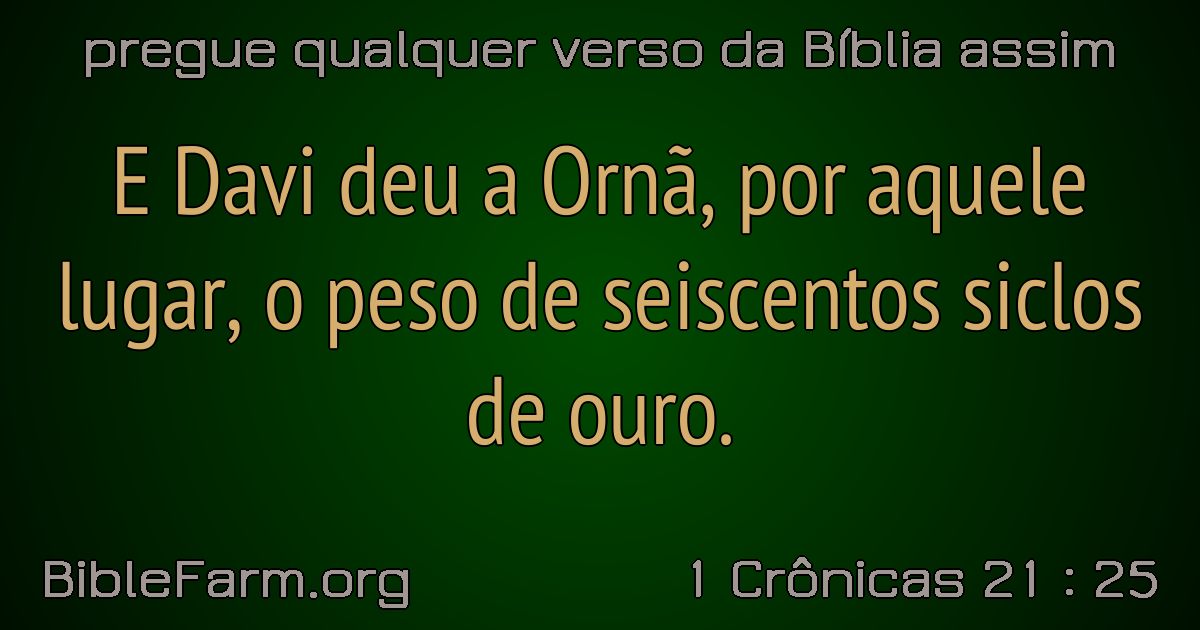 pregue qualquer verso da Bíblia assim
E Davi deu a Ornã, por aquele
lugar, o peso de seiscentos siclos
de ouro.
BibleFarm.org
1 Crônicas 21 : 25